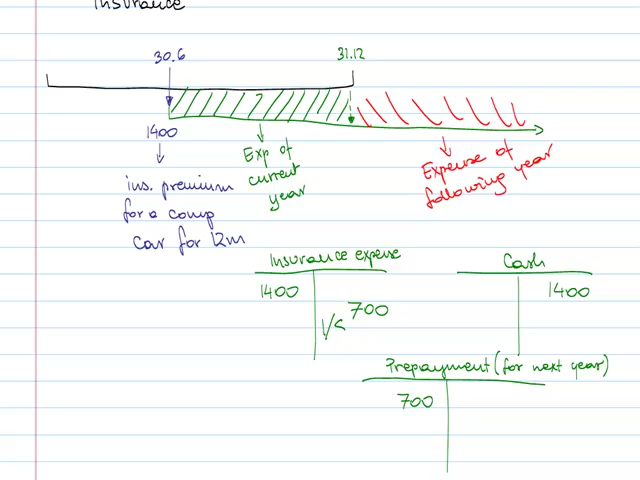 Insurance
30.6
31.12
1400
ins. premium
for a comp
car for 12m
Exp of
current
year
Expense of
following year
Insurance expense
1400
700
I/S
Cash
1400
Prepayment (for next year)
700